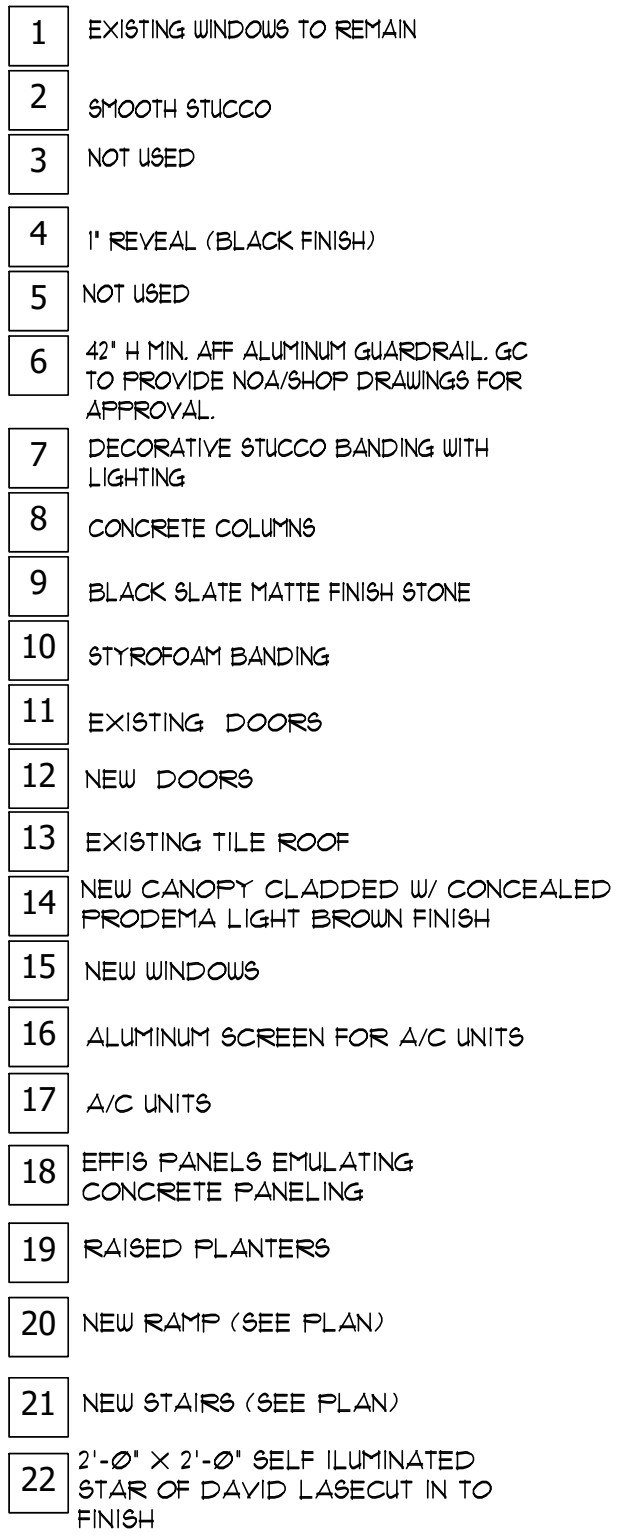 1 EXISTING WINDOWS TO REMAIN
2 SMOOTH STUCCO
3 NOT USED
4 1" REVEAL (BLACK FINISH)
5 NOT USED
6 42" H MIN. AFF ALUMINUM GUARDRAIL. GC
TO PROVIDE NOA/SHOP DRAWINGS FOR
APPROVAL.
7 DECORATIVE STUCCO BANDING WITH
LIGHTING
8 CONCRETE COLUMNS
9 BLACK SLATE MATTE FINISH STONE
10 STYROFOAM BANDING
11 EXISTING DOORS
12 NEW DOORS
13 EXISTING TILE ROOF
14 NEW CANOPY CLADDED W/ CONCEALED
PRODEMA LIGHT BROWN FINISH
15 NEW WINDOWS
16 ALUMINUM SCREEN FOR A/C UNITS
17 A/C UNITS
18 EFFIS PANELS EMULATING
CONCRETE PANELING
19 RAISED PLANTERS
20 NEW RAMP (SEE PLAN)
21 NEW STAIRS (SEE PLAN)
22 2'-0" X 2'-0" SELF ILUMINATED
STAR OF DAVID LASECUT IN TO
FINISH